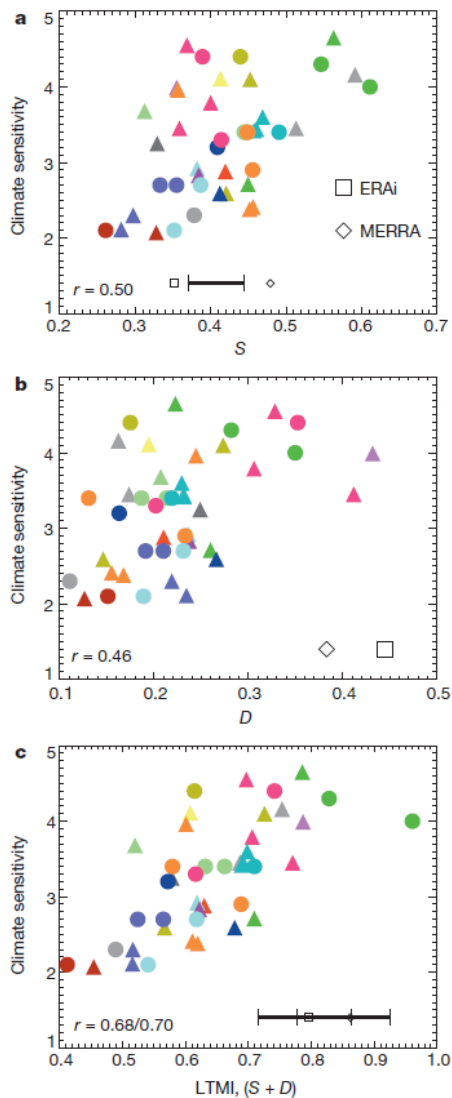 a
5
4
3
2
1
Climate sensitivity
ERAi
MERRA
r = 0.50
0.2 0.3 0.4 0.5 0.6 0.7
S
b
5
4
3
2
1
Climate sensitivity
r = 0.46
0.1 0.2 0.3 0.4 0.5
D
c
5
4
3
2
1
Climate sensitivity
r = 0.68/0.70
0.4 0.5 0.6 0.7 0.8 0.9 1.0
LTMI, (S + D)